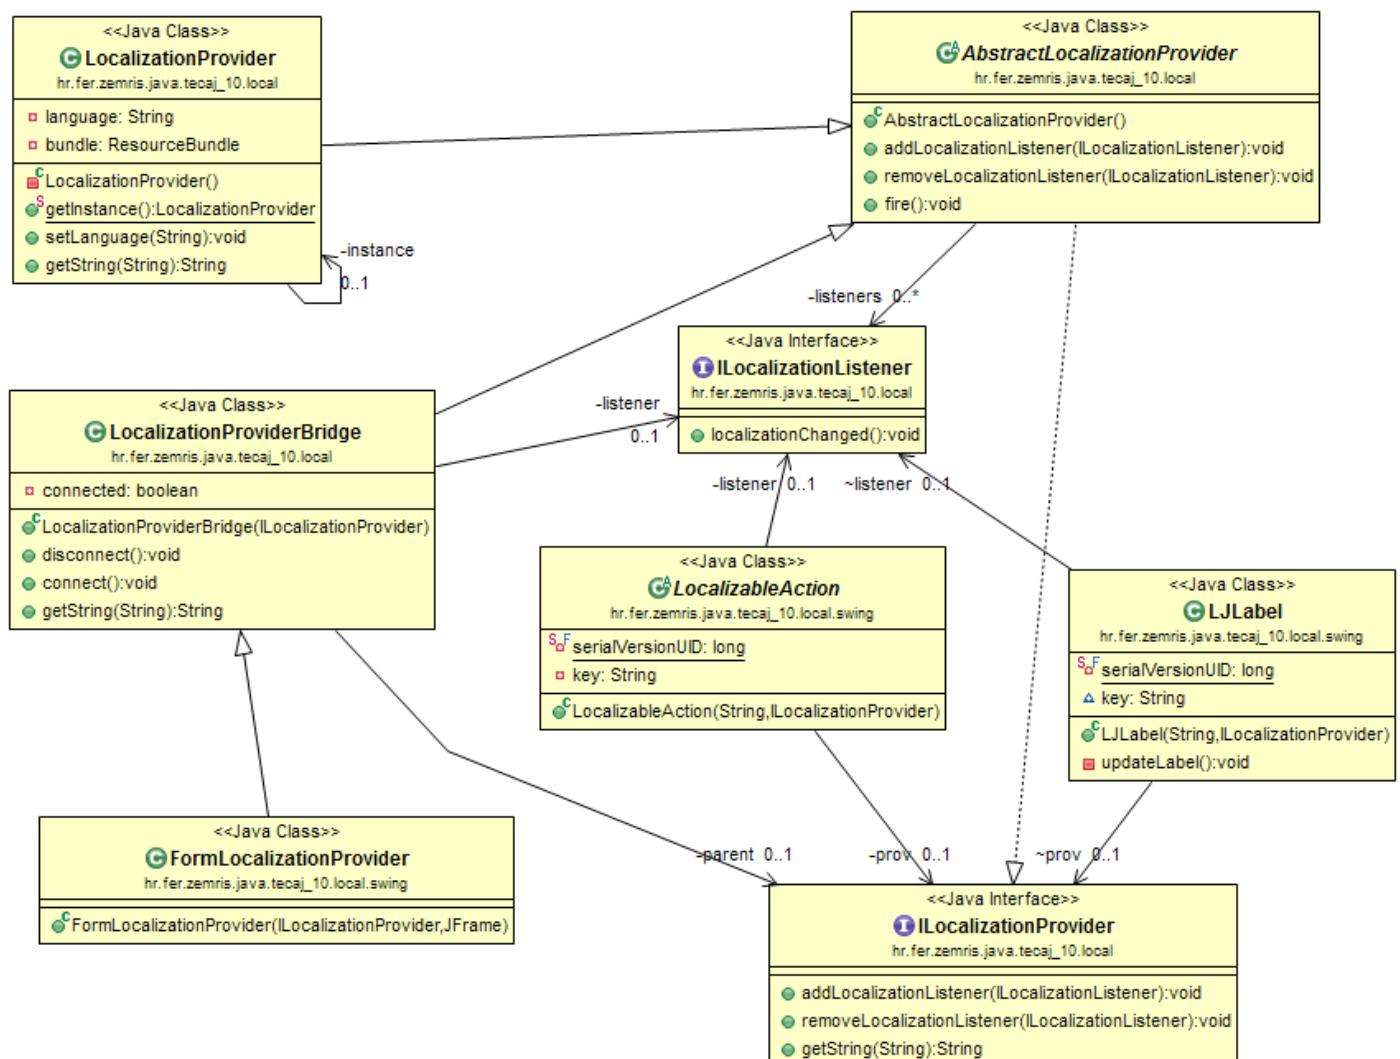 <<Java Class>>
LocalizationProvider
hr.fer.zemris.java.tecaj_10.local
language: String
bundle: ResourceBundle
LocalizationProvider()
getInstance():LocalizationProvider
setLanguage(String):void
getString(String):String
-instance
0..1
<<Java Class>>
AbstractLocalizationProvider
hr.fer.zemris.java.tecaj_10.local
AbstractLocalizationProvider()
addLocalizationListener(ILocalizationListener):void
removeLocalizationListener(ILocalizationListener):void
fire():void
-listeners 0..*
<<Java Interface>>
ILocalizationListener
hr.fer.zemris.java.tecaj_10.local
localizationChanged():void
<<Java Class>>
LocalizationProviderBridge
hr.fer.zemris.java.tecaj_10.local
connected: boolean
LocalizationProviderBridge(ILocalizationProvider)
disconnect():void
connect():void
getString(String):String
-listener
0..1
-listener 0..1
~listener 0..1
<<Java Class>>
LocalizableAction
hr.fer.zemris.java.tecaj_10.local.swing
serialVersionUID: long
key: String
LocalizableAction(String,ILocalizationProvider)
<<Java Class>>
LJLabel
hr.fer.zemris.java.tecaj_10.local.swing
serialVersionUID: long
key: String
LJLabel(String,ILocalizationProvider)
updateLabel():void
<<Java Class>>
FormLocalizationProvider
hr.fer.zemris.java.tecaj_10.local.swing
FormLocalizationProvider(ILocalizationProvider,JFrame)
-parent 0..1
-prov 0..1
~prov 0..1
<<Java Interface>>
ILocalizationProvider
hr.fer.zemris.java.tecaj_10.local
addLocalizationListener(ILocalizationListener):void
removeLocalizationListener(ILocalizationListener):void
getString(String):String